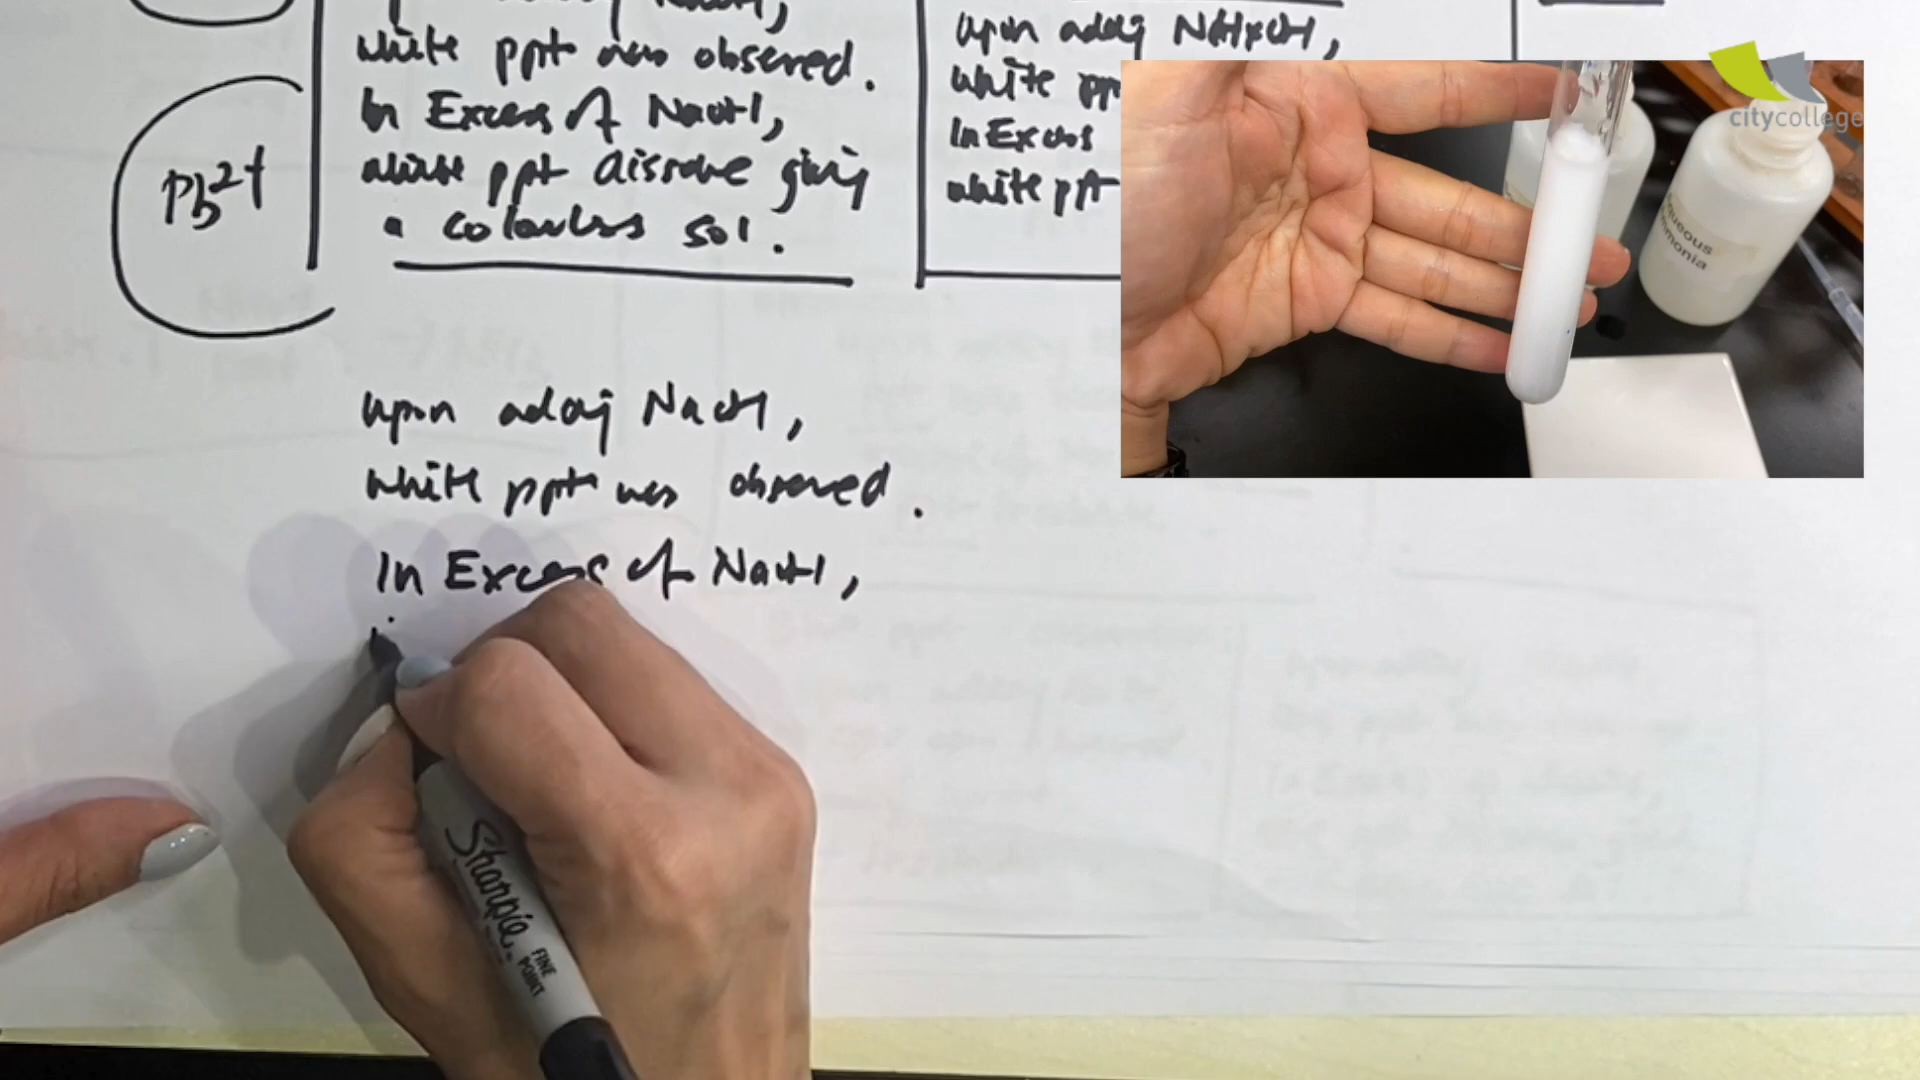 white ppt was observed.
In Excess of NaOH,
white ppt dissolve giving
a colourless sol.
Pb2+
upon adding NH4OH,
white ppt
In Excess
white ppt
upon adding NaOH,
white ppt was observed.
In Excess of NaOH,
citycollege
Aqueous
Ammonia
Sharpie
FINE
POINT